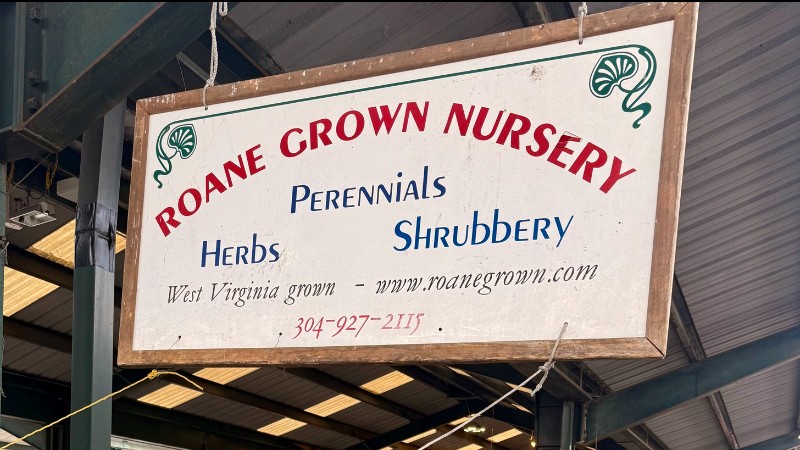 ROANE GROWN NURSERY
PERENNIALS
HERBS SHRUBBERY
West Virginia grown - www.roanegrown.com
304-927-2115